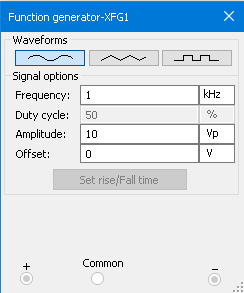 Function generator-XFG1
Waveforms
Signal options
Frequency: 1 kHz
Duty cycle: 50 %
Amplitude: 10 Vp
Offset: 0 V
Set rise/Fall time
+ Common −